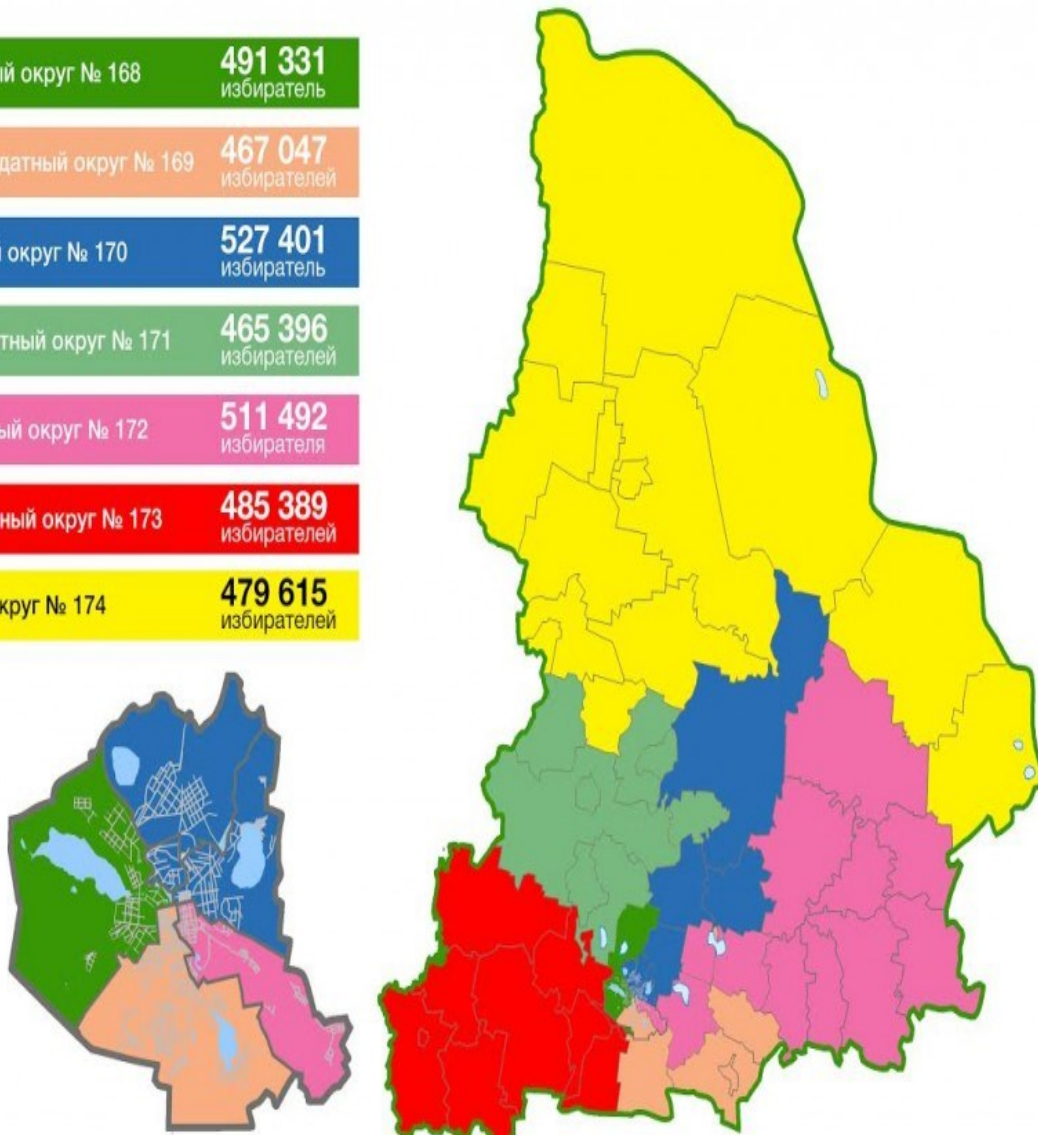 ый округ № 168
491 331
избиратель
датный округ № 169
467 047
избирателей
й округ № 170
527 401
избиратель
тный округ № 171
465 396
избирателей
ый округ № 172
511 492
избирателя
ный округ № 173
485 389
избирателей
круг № 174
479 615
избирателей